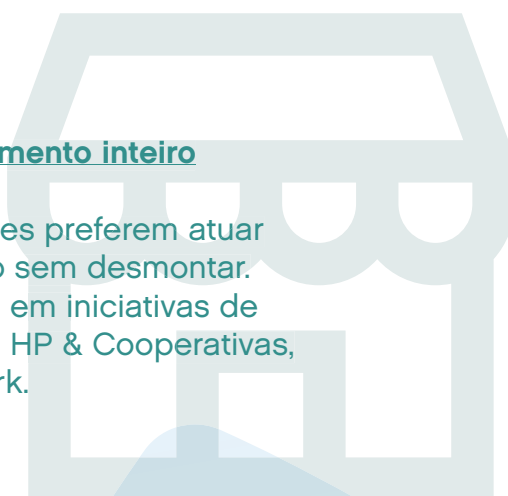 mento inteiro
es preferem atuar
o sem desmontar.
em iniciativas de
HP & Cooperativas,
rk.